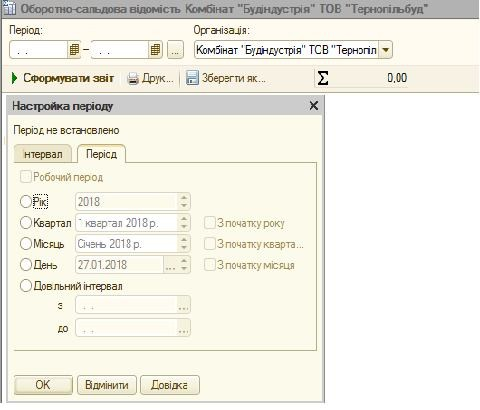 Оборотно-сальдова відомість Комбінат "Будіндустрія" ТОВ "Тернопільбуд"
Період: Організація:
. . – . . ... Комбінат "Будіндустрія" ТОВ "Тернопіл
Сформувати звіт Друк... Зберегти як... Σ 0,00
Настройка періоду
Період не встановлено
Інтервал Період
Робочий період
Рік 2018
Квартал 1 квартал 2018 р. З початку року
Місяць Січень 2018 р. З початку кварта...
День 27.01.2018 ... З початку місяця
Довільний інтервал
з . . ...
до . . ...
OK Відмінити Довідка